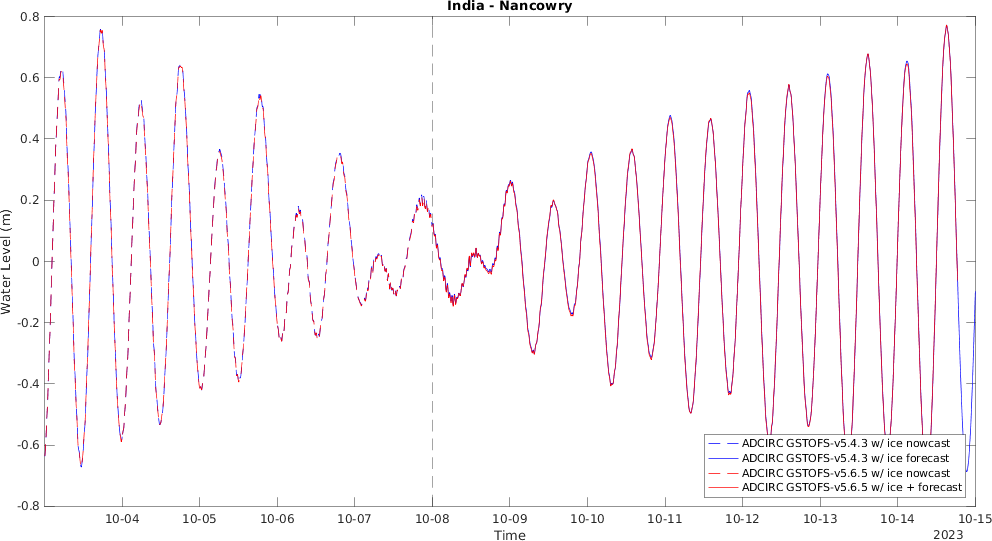 India - Nancowry
0.8
0.6
0.4
0.2
0
-0.2
-0.4
-0.6
-0.8
Water Level (m)
ADCIRC GSTOFS-v5.4.3 w/ ice nowcast
ADCIRC GSTOFS-v5.4.3 w/ ice forecast
ADCIRC GSTOFS-v5.6.5 w/ ice nowcast
ADCIRC GSTOFS-v5.6.5 w/ ice + forecast
10-04 10-05 10-06 10-07 10-08 10-09 10-10 10-11 10-12 10-13 10-14 10-15
Time
2023